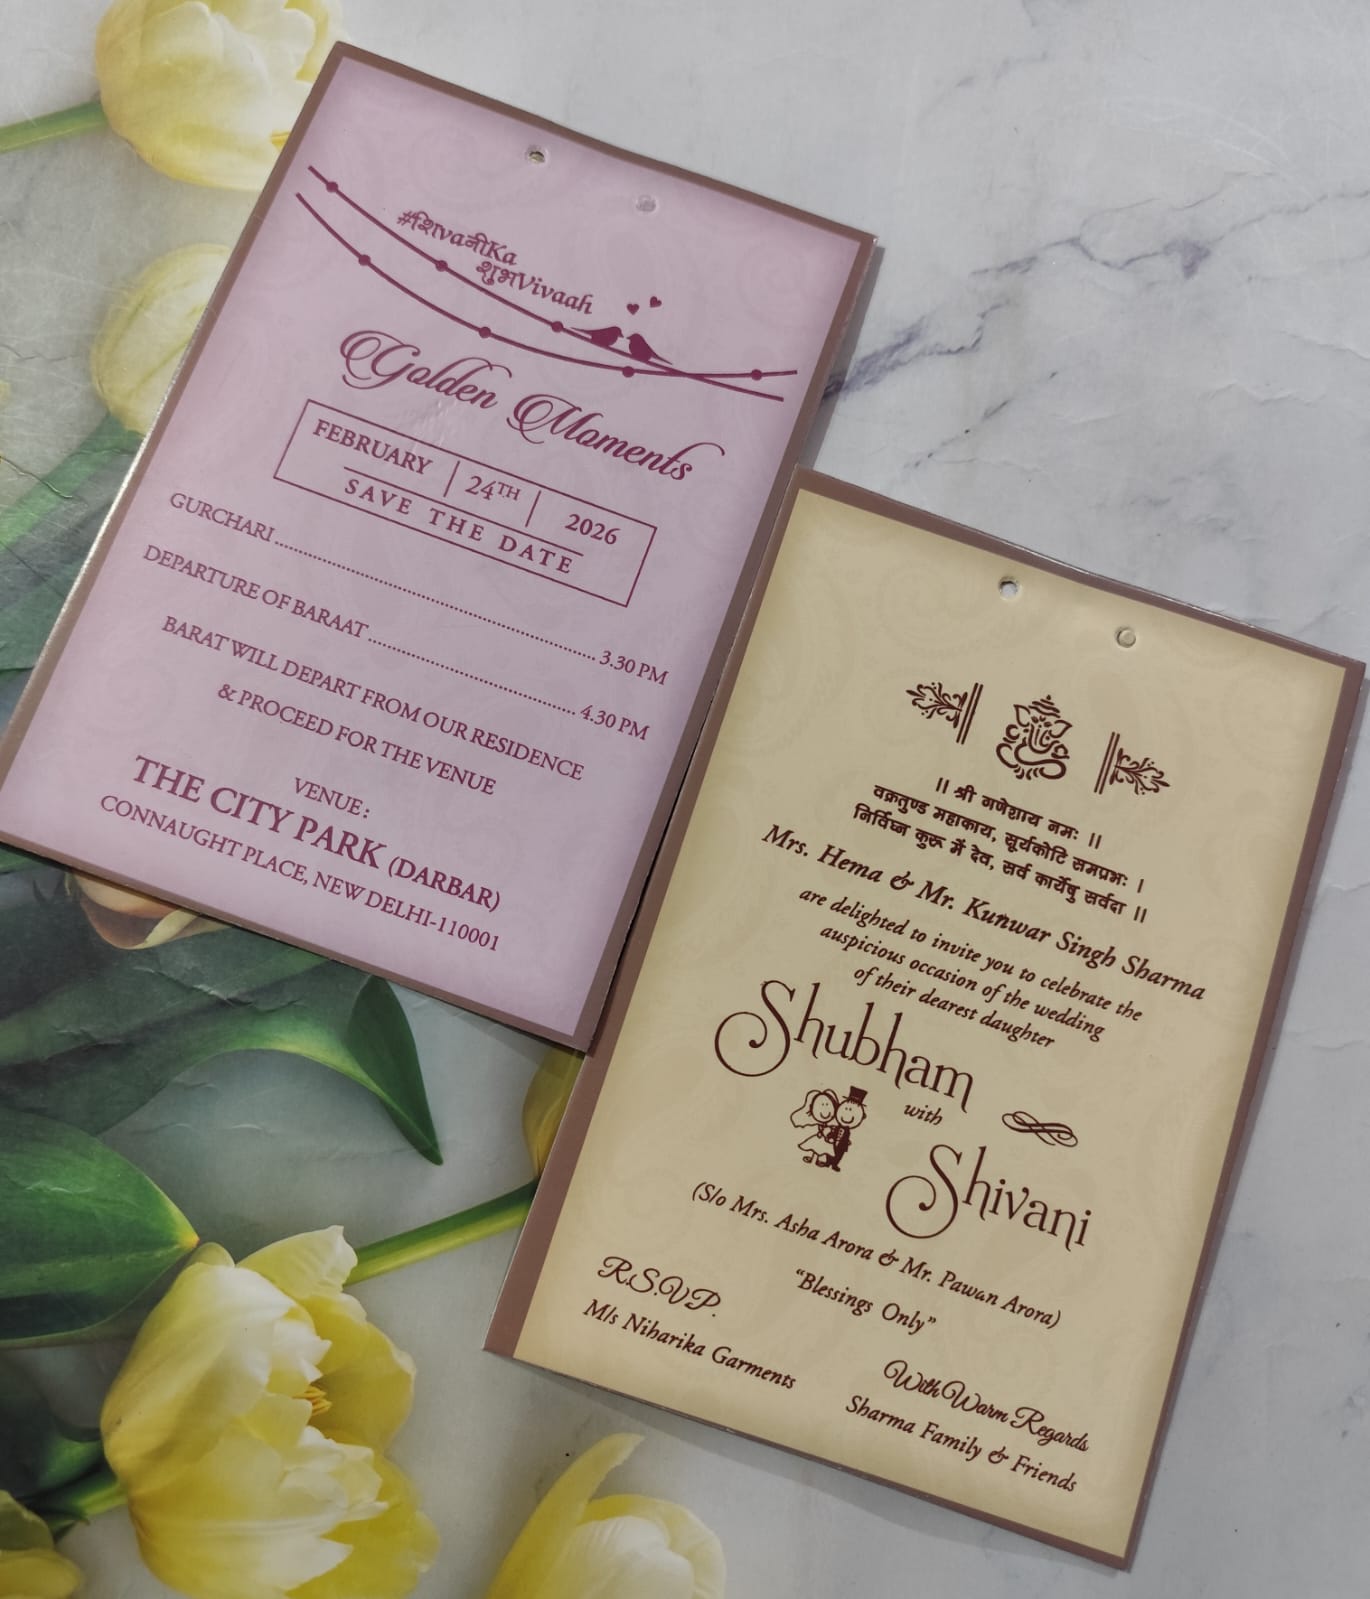 #शिvaनीKa
शुभVivaah
Golden Moments
FEBRUARY | 24TH | 2026
SAVE THE DATE
GURCHARI.......................................................... 3.30 PM
DEPARTURE OF BARAAT..................................... 4.30 PM
BARAT WILL DEPART FROM OUR RESIDENCE
& PROCEED FOR THE VENUE
VENUE:
THE CITY PARK (DARBAR)
CONNAUGHT PLACE, NEW DELHI-110001
।। श्री गणेशाय नमः ।।
वक्रतुण्ड महाकाय, सूर्यकोटि समप्रभः ।
निर्विघ्न कुरू मैं देव, सर्व कार्येषु सर्वदा ।।
Mrs. Hema & Mr. Kunwar Singh Sharma
are delighted to invite you to celebrate the
auspicious occasion of the wedding
of their dearest daughter
Shubham
with
Shivani
(S/o Mrs. Asha Arora & Mr. Pawan Arora)
“Blessings Only”
R.S.V.P.
M/s Niharika Garments
With Warm Regards
Sharma Family & Friends